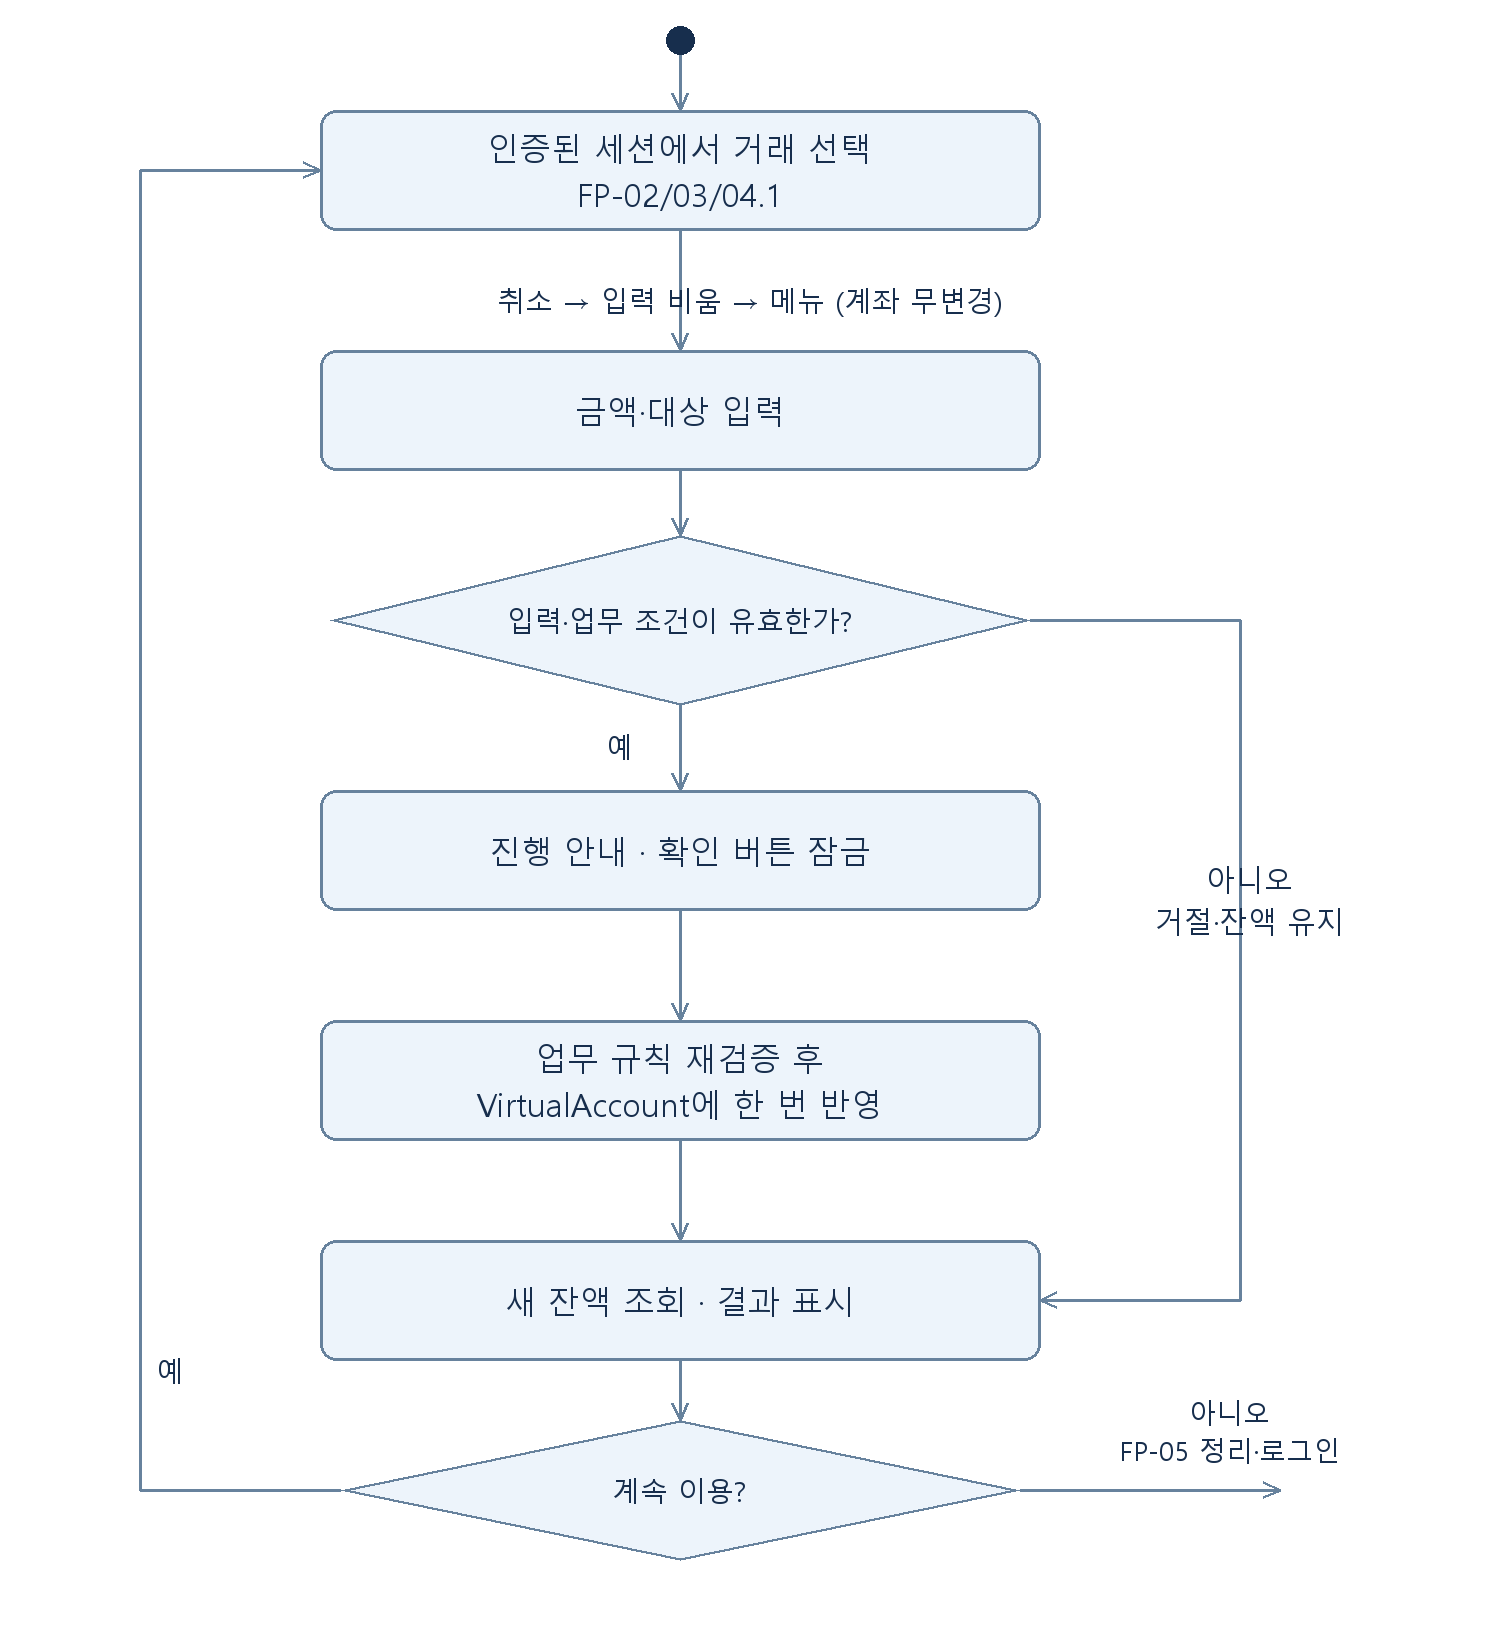 인증된 세션에서 거래 선택
FP-02/03/04.1
취소 → 입력 비움 → 메뉴 (계좌 무변경)
금액·대상 입력
입력·업무 조건이 유효한가?
예
진행 안내 · 확인 버튼 잠금
아니오
거절·잔액 유지
업무 규칙 재검증 후
VirtualAccount에 한 번 반영
새 잔액 조회 · 결과 표시
예
아니오
FP-05 정리·로그인
계속 이용?